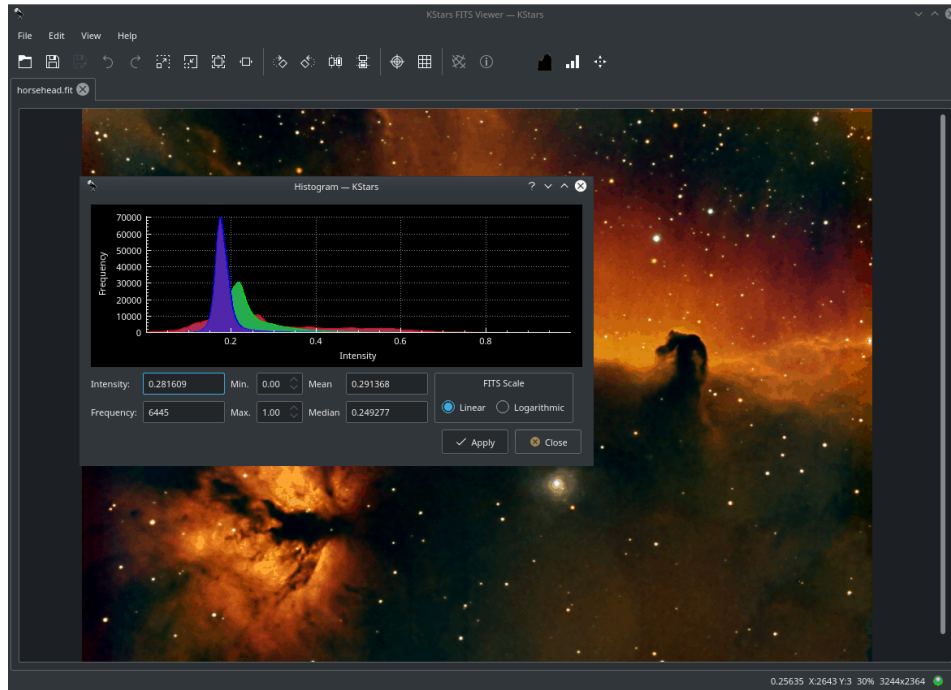 KStars FITS Viewer — KStars
File Edit View Help
horsehead.fit
Histogram — KStars
70000
60000
50000
40000
30000
20000
10000
0
Frequency
0.2 0.4 0.6 0.8
Intensity
Intensity: 0.281609 Min. 0.00 Mean 0.291368 FITS Scale
Linear Logarithmic
Frequency: 6445 Max. 1.00 Median 0.249277
Apply Close
0.25635 X:2643 Y:3 30% 3244x2364